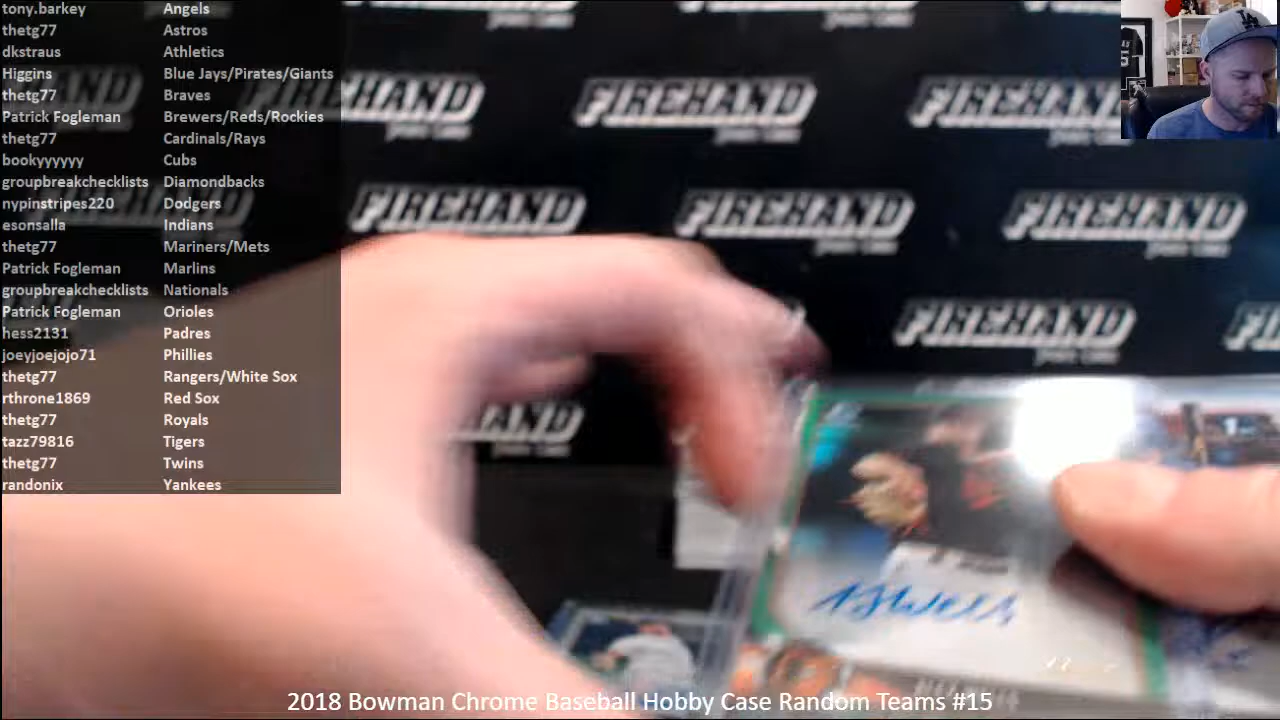 tony.barkey Angels
thetg77 Astros
dkstraus Athletics
Higgins Blue Jays/Pirates/Giants
thetg77 Braves
Patrick Fogleman Brewers/Reds/Rockies
thetg77 Cardinals/Rays
bookyyyyyy Cubs
groupbreakchecklists Diamondbacks
nypinstripes220 Dodgers
esonsalla Indians
thetg77 Mariners/Mets
Patrick Fogleman Marlins
groupbreakchecklists Nationals
Patrick Fogleman Orioles
hess2131 Padres
joeyjoejojo71 Phillies
thetg77 Rangers/White Sox
rthrone1869 Red Sox
thetg77 Royals
tazz79816 Tigers
thetg77 Twins
randonix Yankees
FIREHAND
FIREHAND
FIREHAND
FIREHAND
FIREHAND
FIREHAND
FIREHAND
2018 Bowman Chrome Baseball Hobby Case Random Teams #15